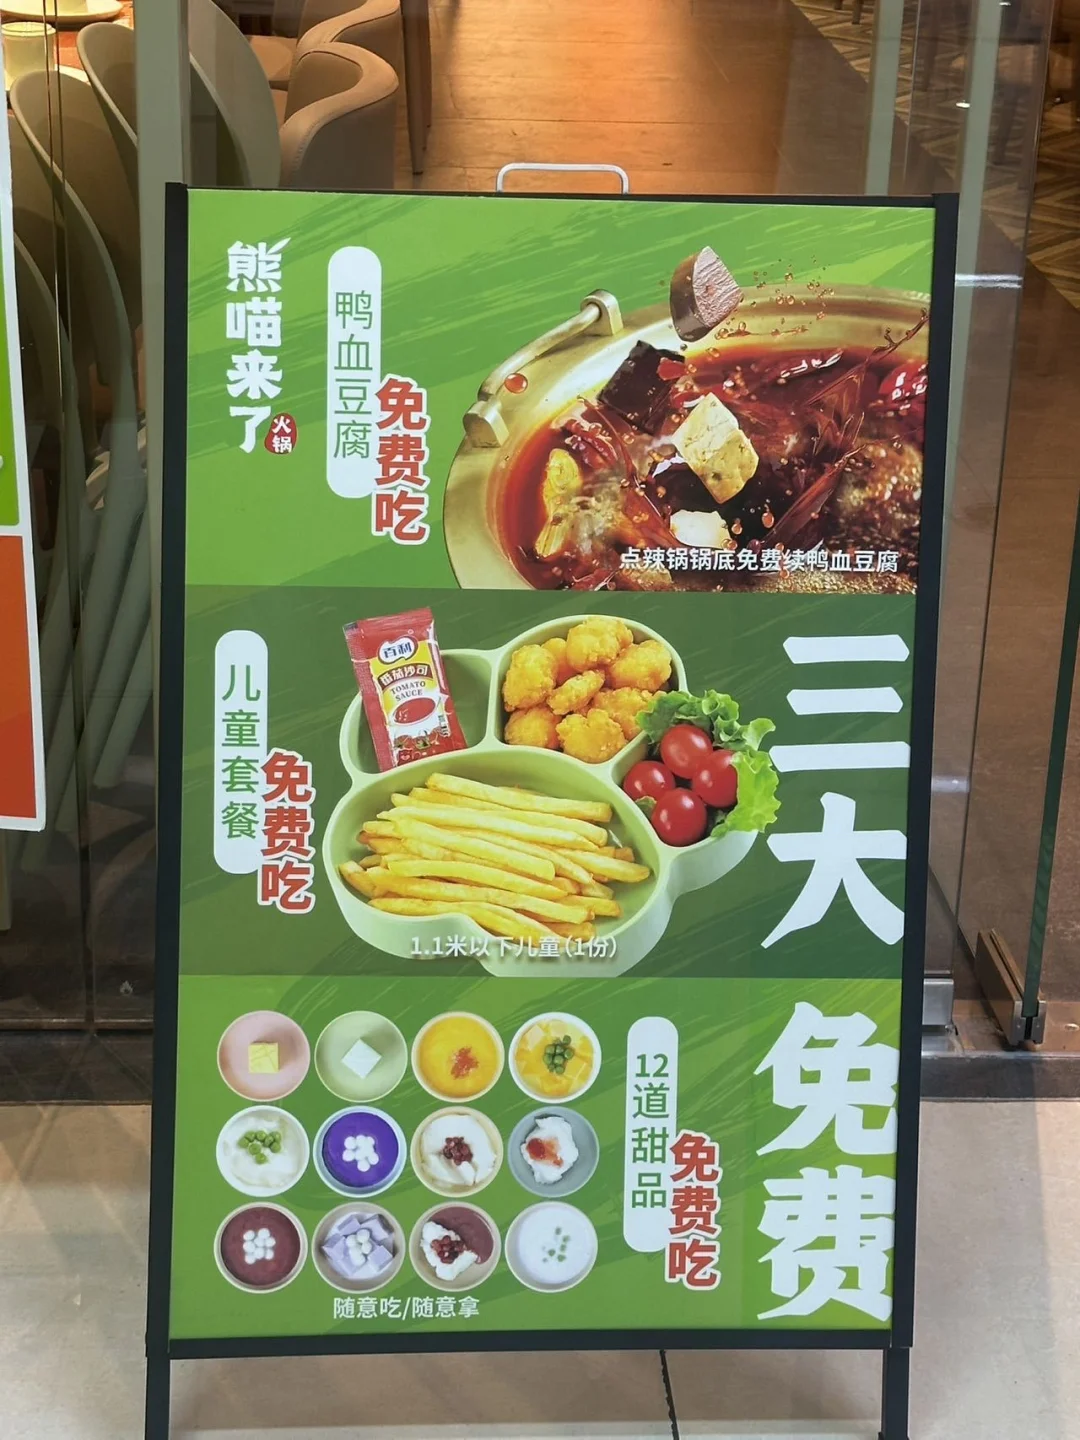 熊喵来了
火锅
鸭血豆腐
免费吃
点辣锅锅底免费续鸭血豆腐
三大免费
儿童套餐
免费吃
百利
番茄沙司
TOMATO
SAUCE
1.1米以下儿童(1份)
12道甜品
免费吃
随意吃/随意拿